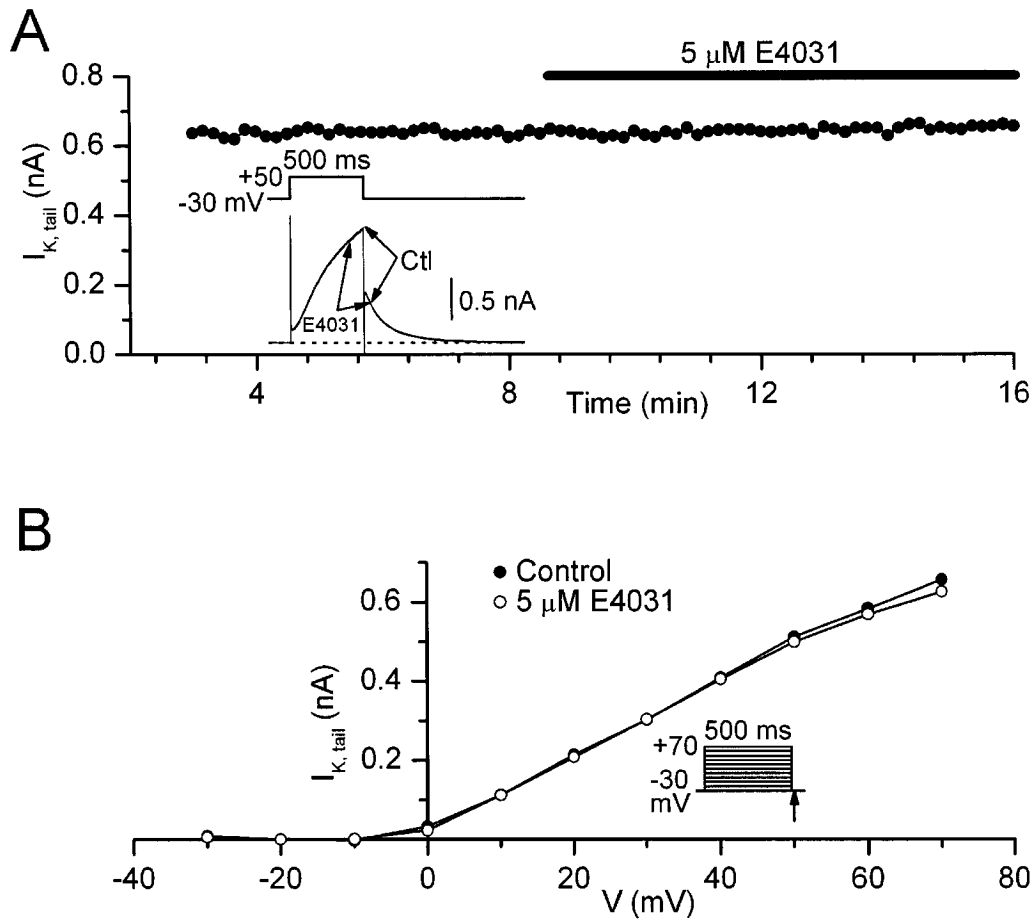 A
5 μM E4031
0.8
0.6
0.4
0.2
0.0
I K, tail (nA)
500 ms
+50
-30 mV
Ctl
E4031
0.5 nA
4
8
12
16
Time (min)
B
Control
5 μM E4031
0.6
0.4
0.2
I K, tail (nA)
500 ms
+70
-30
mV
-40
-20
0
20
40
60
80
V (mV)